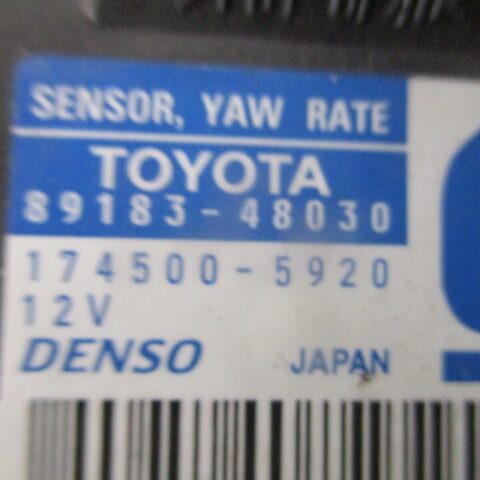 SENSOR, YAW RATE
TOYOTA
89183-48030
174500-5920
12V
DENSO JAPAN